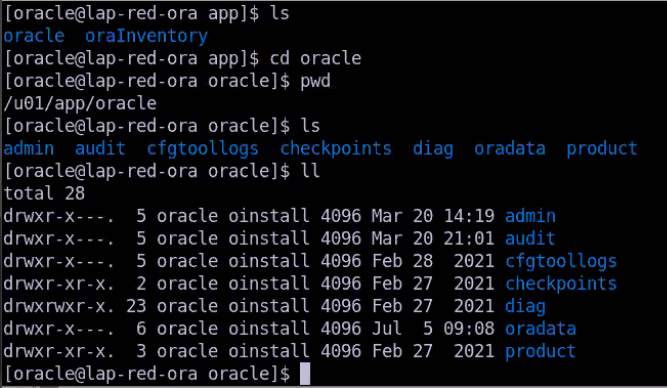 [oracle@lap-red-ora app]$ ls
oracle  oraInventory
[oracle@lap-red-ora app]$ cd oracle
[oracle@lap-red-ora oracle]$ pwd
/u01/app/oracle
[oracle@lap-red-ora oracle]$ ls
admin  audit  cfgtoollogs  checkpoints  diag  oradata  product
[oracle@lap-red-ora oracle]$ ll
total 28
drwxr-x---.  5 oracle oinstall 4096 Mar 20 14:19 admin
drwxr-x---.  5 oracle oinstall 4096 Mar 20 21:01 audit
drwxr-x---.  5 oracle oinstall 4096 Feb 28  2021 cfgtoollogs
drwxr-xr-x.  2 oracle oinstall 4096 Feb 27  2021 checkpoints
drwxrwxr-x. 23 oracle oinstall 4096 Feb 27  2021 diag
drwxr-x---.  6 oracle oinstall 4096 Jul  5 09:08 oradata
drwxr-xr-x.  3 oracle oinstall 4096 Feb 27  2021 product
[oracle@lap-red-ora oracle]$